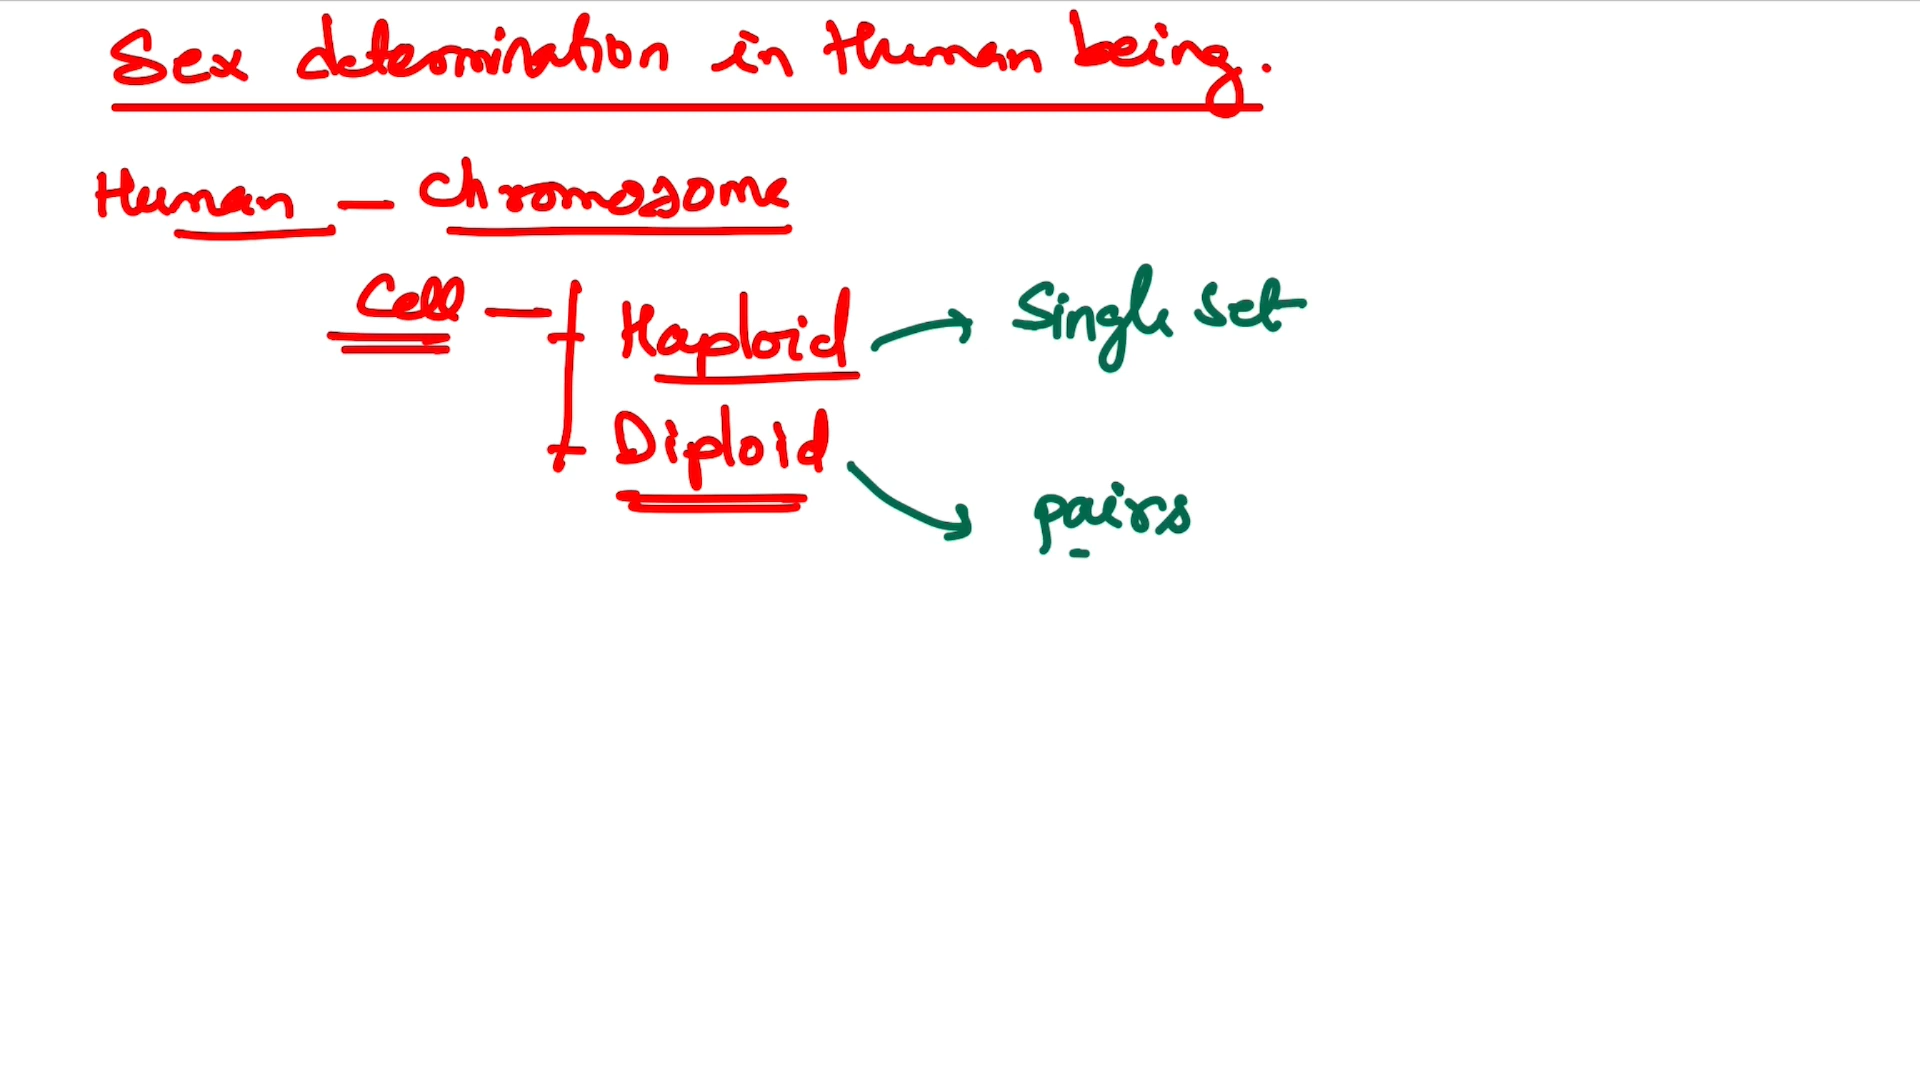 Sex determination in Human being.
Human — Chromosome
Cell — Haploid → Single set
Diploid → pairs